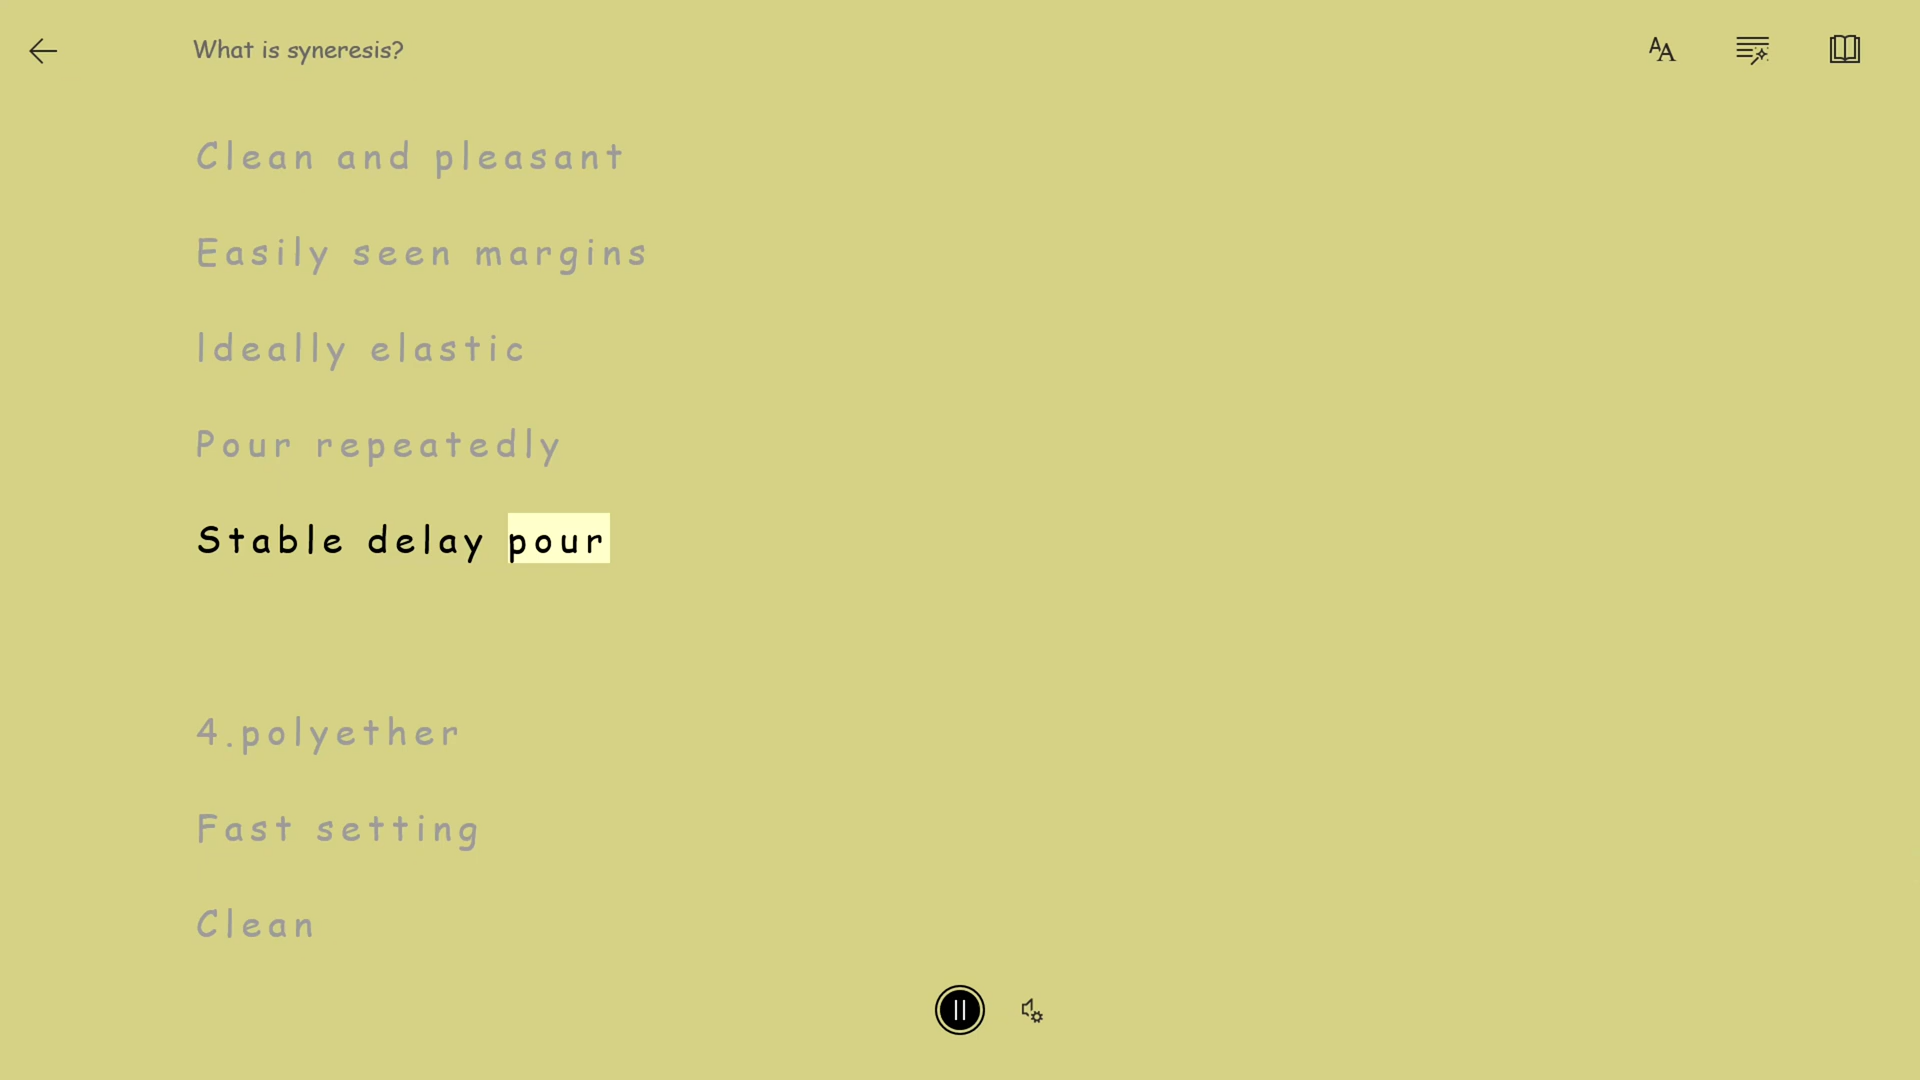 What is syneresis?
Clean and pleasant
Easily seen margins
Ideally elastic
Pour repeatedly
Stable delay pour
4.polyether
Fast setting
Clean